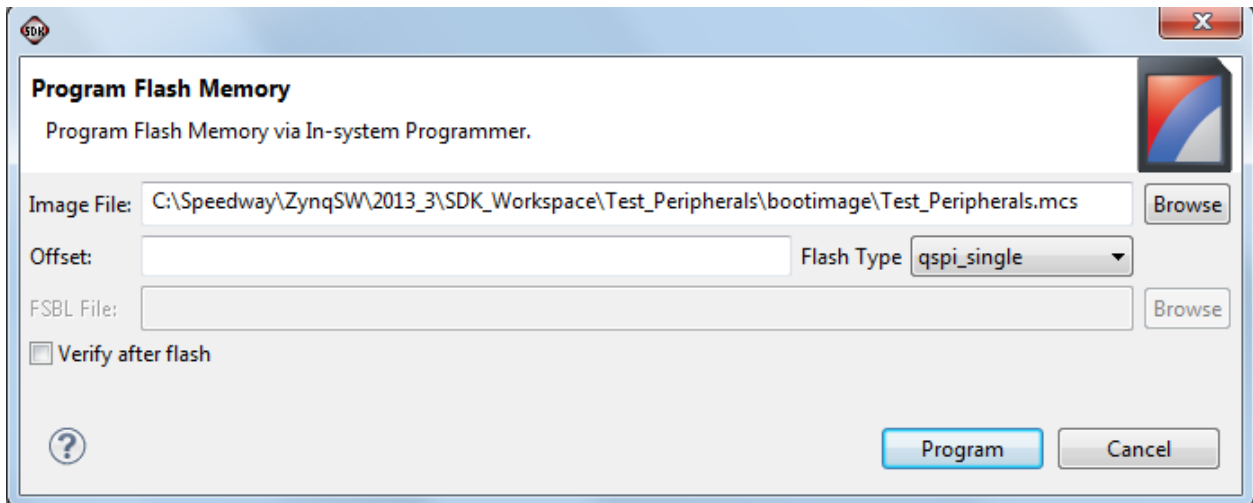 SDK
X
Program Flash Memory
Program Flash Memory via In-system Programmer.
Image File: C:\Speedway\ZynqSW\2013_3\SDK_Workspace\Test_Peripherals\bootimage\Test_Peripherals.mcs Browse
Offset: Flash Type qspi_single
FSBL File: Browse
Verify after flash
? Program Cancel